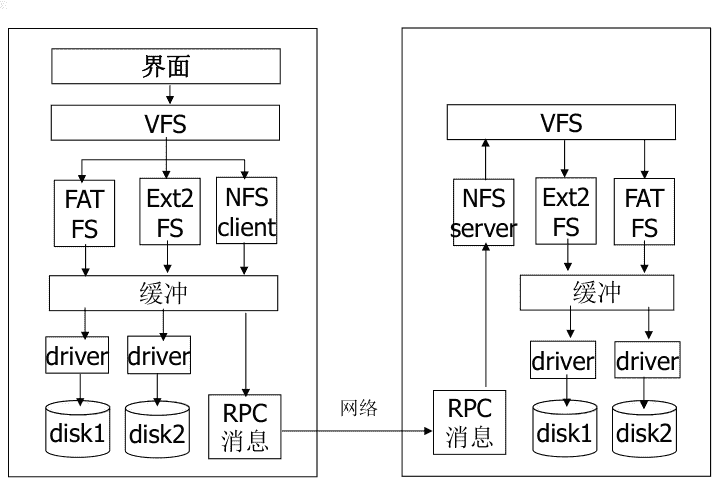 界面
VFS
FAT
FS
Ext2
FS
NFS
client
缓冲
driver
driver
disk1
disk2
RPC
消息
网络
VFS
NFS
server
Ext2
FS
FAT
FS
缓冲
driver
driver
RPC
消息
disk1
disk2